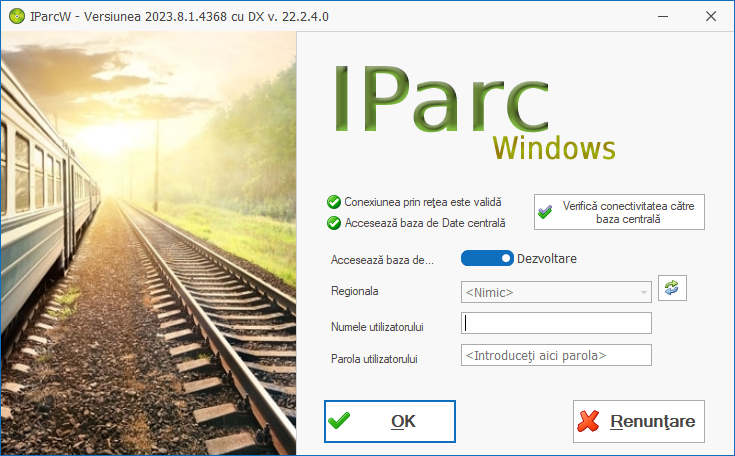 IParcW - Versiunea 2023.8.1.4368 cu DX v. 22.2.4.0
IParc
Windows
Conexiunea prin rețea este validă
Accesează baza de Date centrală
Verifică conectivitatea către
baza centrală
Accesează baza de...
Dezvoltare
Regionala
<Nimic>
Numele utilizatorului
Parola utilizatorului
<Introduceți aici parola>
OK
Renunțare